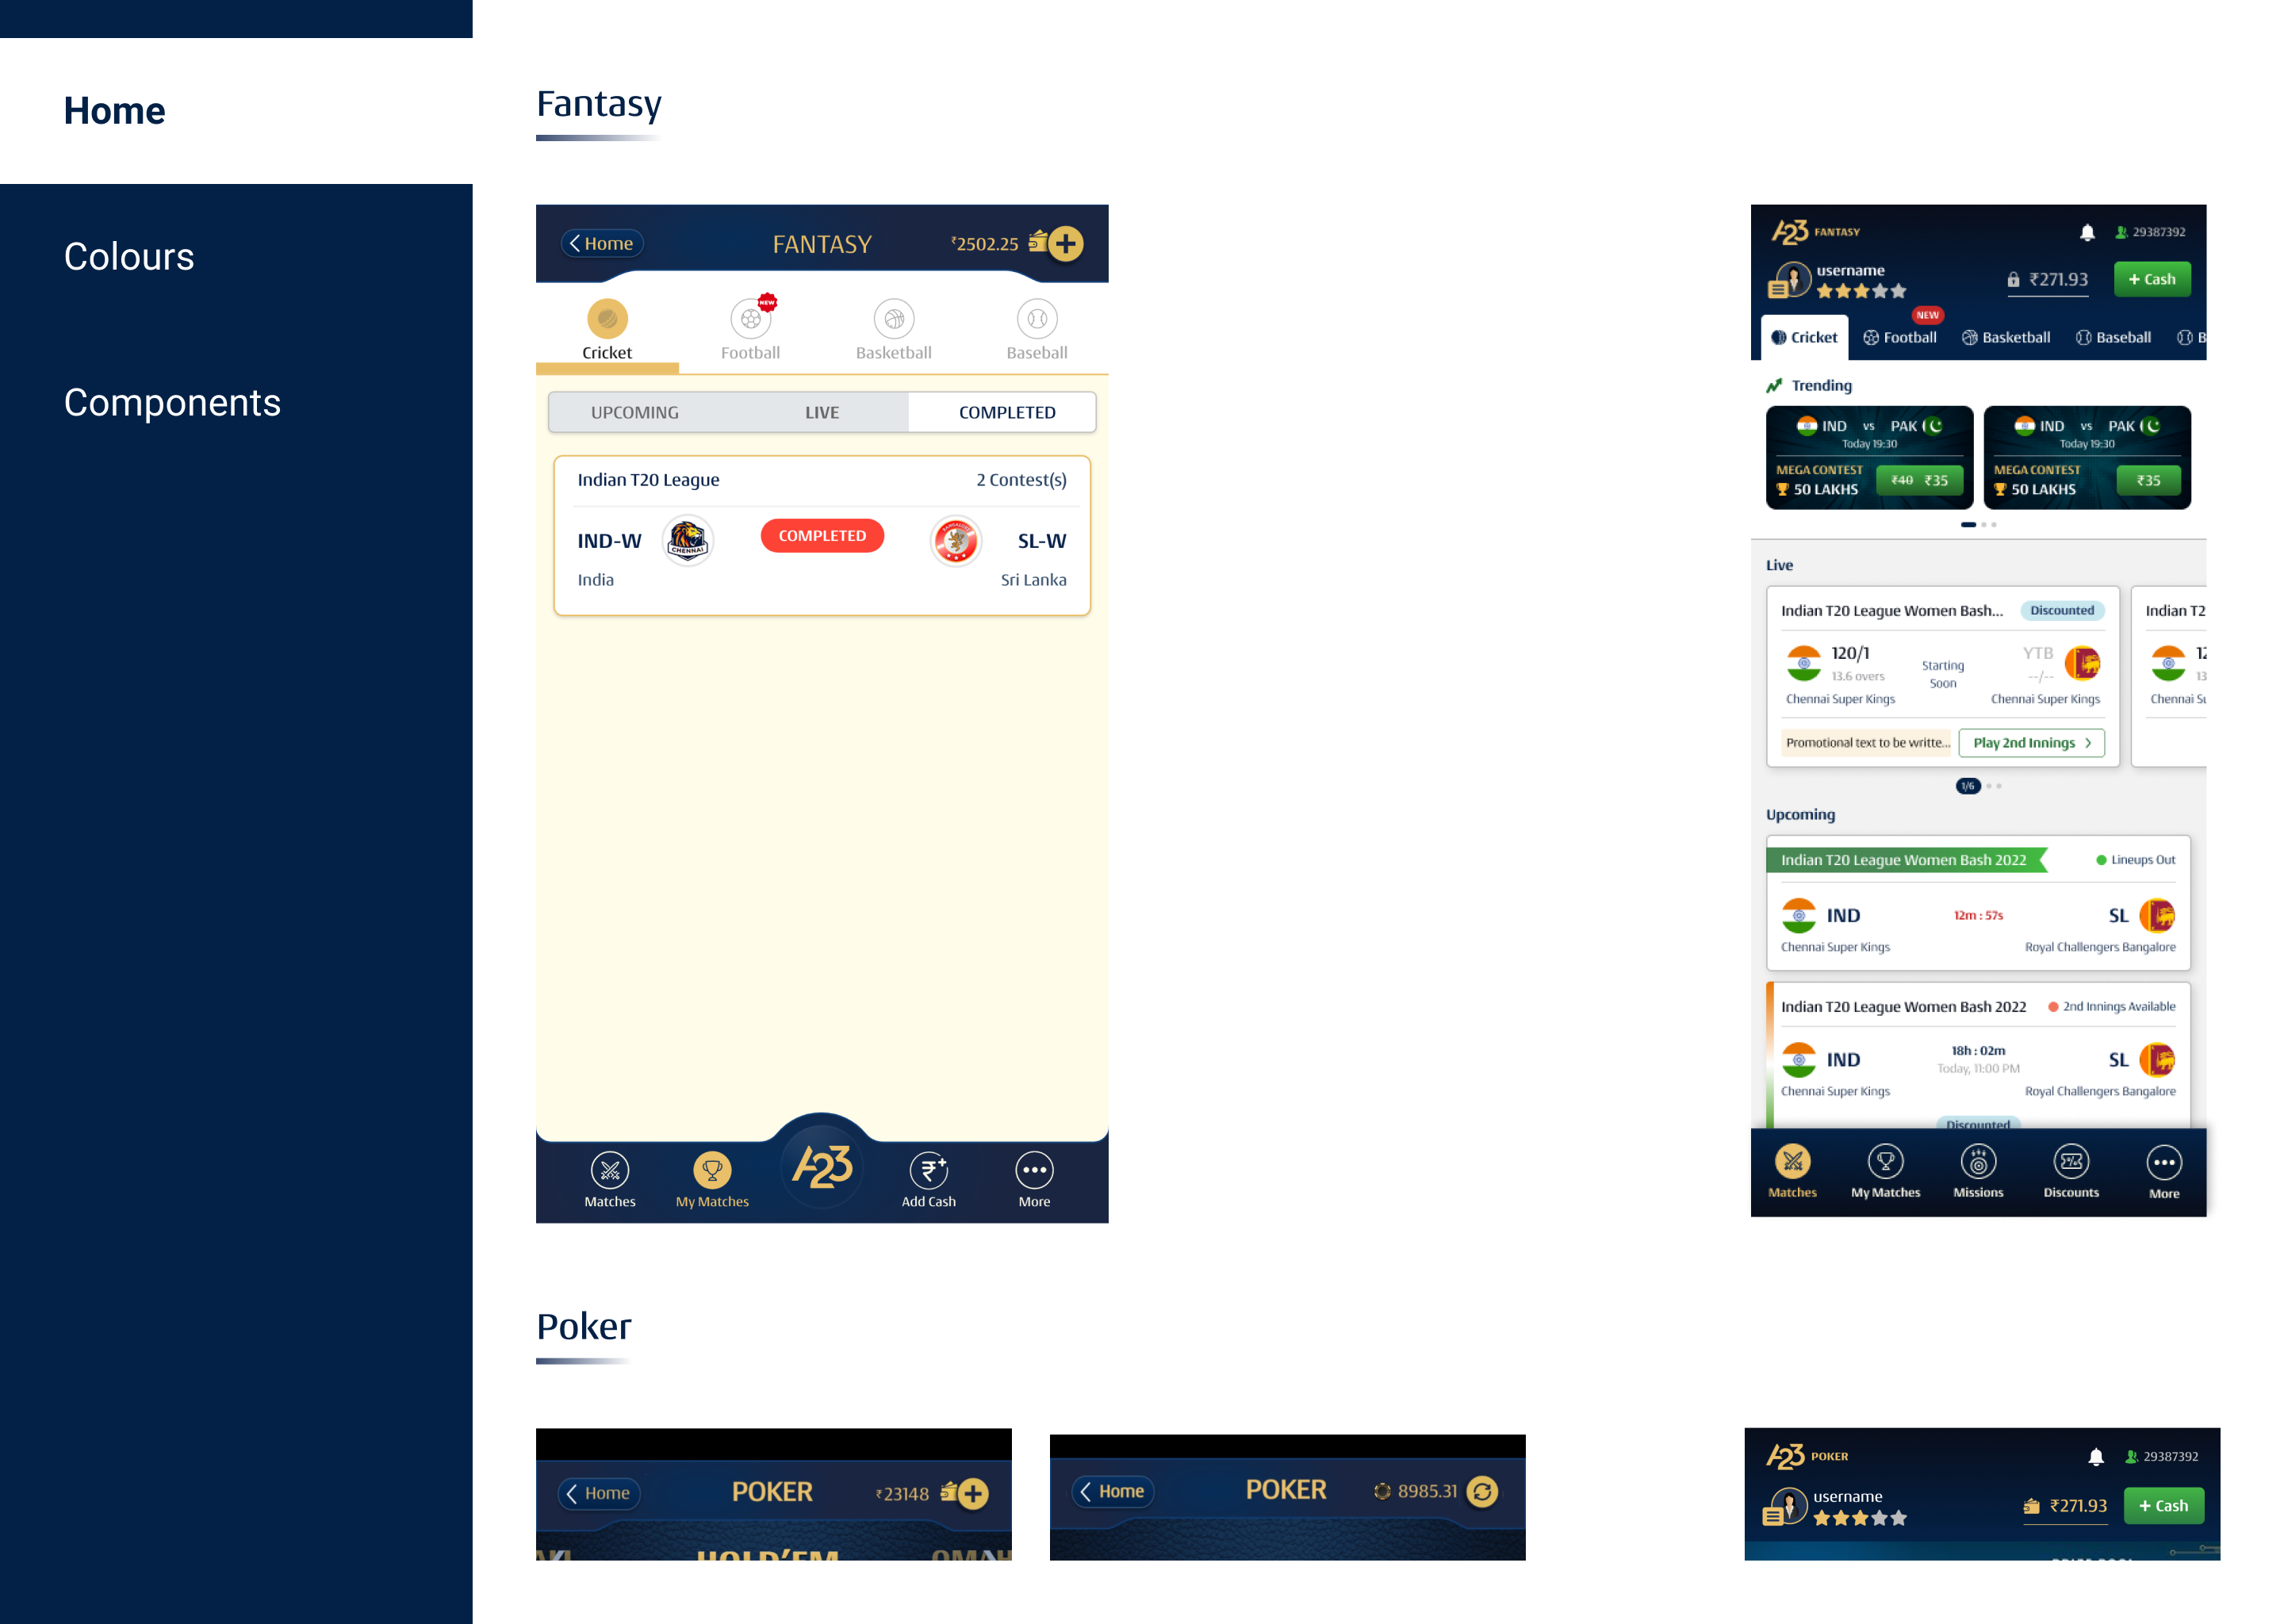 Home
Colours
Components
Fantasy
Home
FANTASY
₹2502.25
NEW
Cricket
Football
Basketball
Baseball
UPCOMING
LIVE
COMPLETED
Indian T20 League
2 Contest(s)
IND-W
CHENNAI
COMPLETED
BANGALORE
SL-W
India
Sri Lanka
A23
Matches
My Matches
Add Cash
More
A23 FANTASY
29387392
username
₹271.93
+ Cash
NEW
Cricket
Football
Basketball
Baseball
B
Trending
IND vs PAK
Today 19:30
MEGA CONTEST
50 LAKHS
₹40 ₹35
IND vs PAK
Today 19:30
MEGA CONTEST
50 LAKHS
₹35
Live
Indian T20 League Women Bash...
Discounted
120/1
13.6 overs
Starting
Soon
YTB
--/--
Chennai Super Kings
Chennai Super Kings
Promotional text to be writte...
Play 2nd Innings
Indian T2
12
13
Chennai Su
1/6
Upcoming
Indian T20 League Women Bash 2022
Lineups Out
IND
12m : 57s
SL
Chennai Super Kings
Royal Challengers Bangalore
Indian T20 League Women Bash 2022
2nd Innings Available
IND
18h : 02m
Today, 11:00 PM
SL
Chennai Super Kings
Royal Challengers Bangalore
Discounted
Matches
My Matches
Missions
Discounts
More
Poker
Home
POKER
₹23148
HOLD'EM
OMAH
Home
POKER
8985.31
A23 POKER
29387392
username
₹271.93
+ Cash